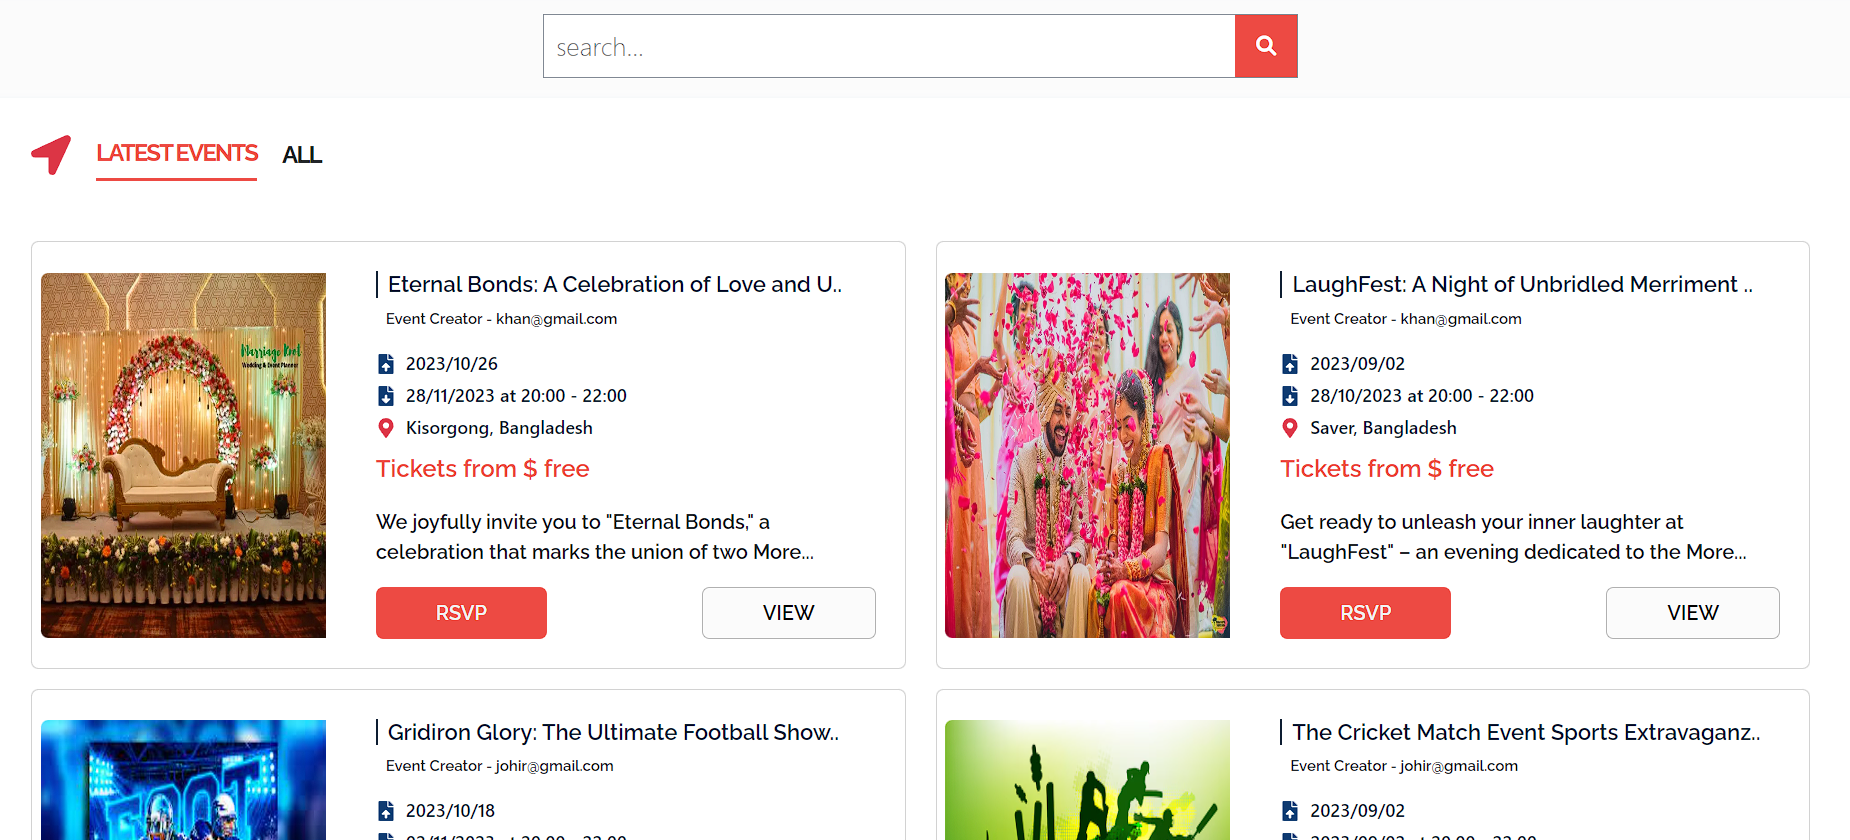 search...
LATEST EVENTS
ALL
Marriage Knot
Wedding & Event Planner
Eternal Bonds: A Celebration of Love and U..
Event Creator - khan@gmail.com
2023/10/26
28/11/2023 at 20:00 - 22:00
Kisorgong, Bangladesh
Tickets from $ free
We joyfully invite you to "Eternal Bonds," a
celebration that marks the union of two More...
RSVP
VIEW
LaughFest: A Night of Unbridled Merriment ..
Event Creator - khan@gmail.com
2023/09/02
28/10/2023 at 20:00 - 22:00
Saver, Bangladesh
Tickets from $ free
Get ready to unleash your inner laughter at
"LaughFest" – an evening dedicated to the More...
RSVP
VIEW
FOOT
Gridiron Glory: The Ultimate Football Show..
Event Creator - johir@gmail.com
2023/10/18
The Cricket Match Event Sports Extravaganz..
Event Creator - johir@gmail.com
2023/09/02